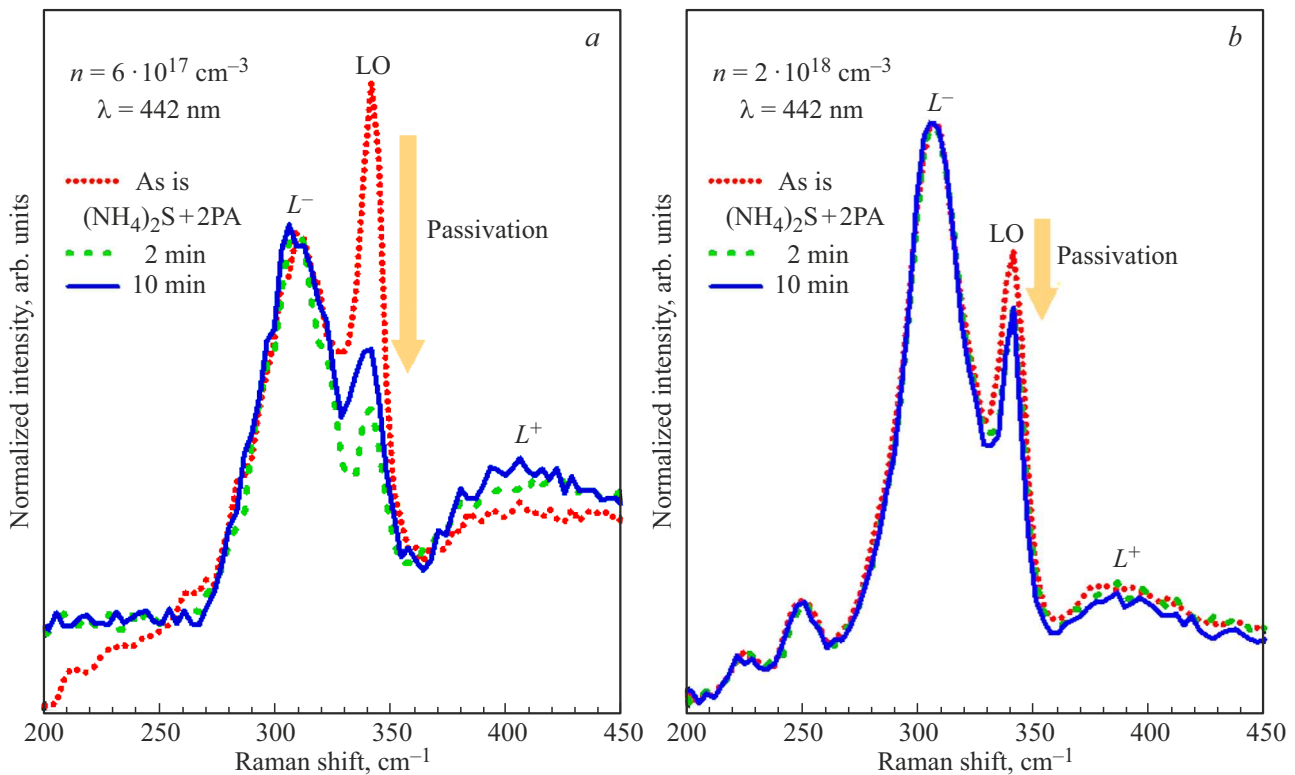 a
n = 6 · 10¹⁷ cm⁻³
λ = 442 nm
LO
As is
(NH₄)₂S + 2PA
2 min
10 min
L⁻
Passivation
L⁺
Normalized intensity, arb. units
200 250 300 350 400 450
Raman shift, cm⁻¹
b
n = 2 · 10¹⁸ cm⁻³
λ = 442 nm
L⁻
As is
(NH₄)₂S + 2PA
2 min
10 min
LO
Passivation
L⁺
Normalized intensity, arb. units
200 250 300 350 400 450
Raman shift, cm⁻¹